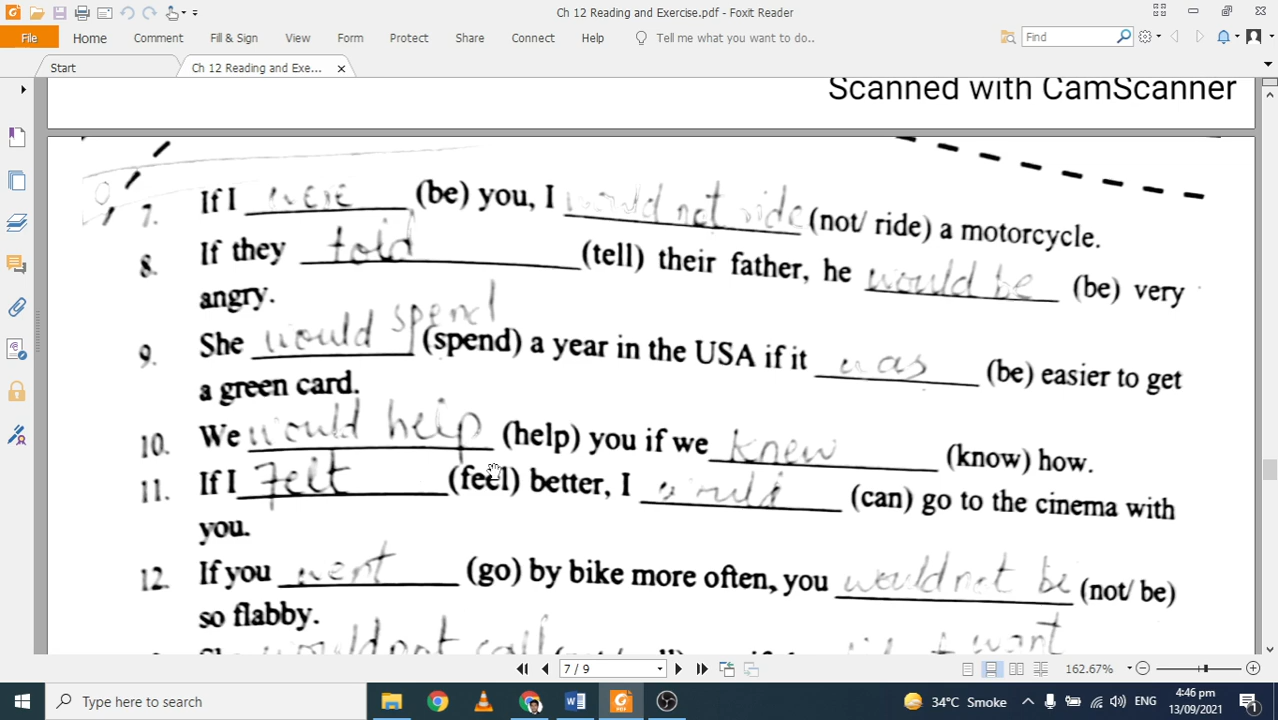 Ch 12 Reading and Exercise.pdf - Foxit Reader
File Home Comment Fill & Sign View Form Protect Share Connect Help Tell me what you want to do.. Find
Start Ch 12 Reading and Exe...
Scanned with CamScanner
7. If I were (be) you, I would not ride (not/ ride) a motorcycle.
8. If they told (tell) their father, he would be (be) very
angry.
9. She would spend (spend) a year in the USA if it was (be) easier to get
a green card.
10. We would help (help) you if we knew (know) how.
11. If I Felt (feel) better, I (can) go to the cinema with
you.
12. If you went (go) by bike more often, you would not be (not/ be)
so flabby.
want
7 / 9 162.67%
Type here to search 34°C Smoke ENG 4:46 pm
13/09/2021